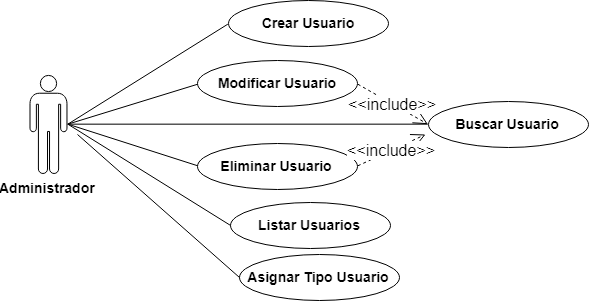 Crear Usuario
Modificar Usuario
<<include>>
Buscar Usuario
<<include>>
Eliminar Usuario
Administrador
Listar Usuarios
Asignar Tipo Usuario